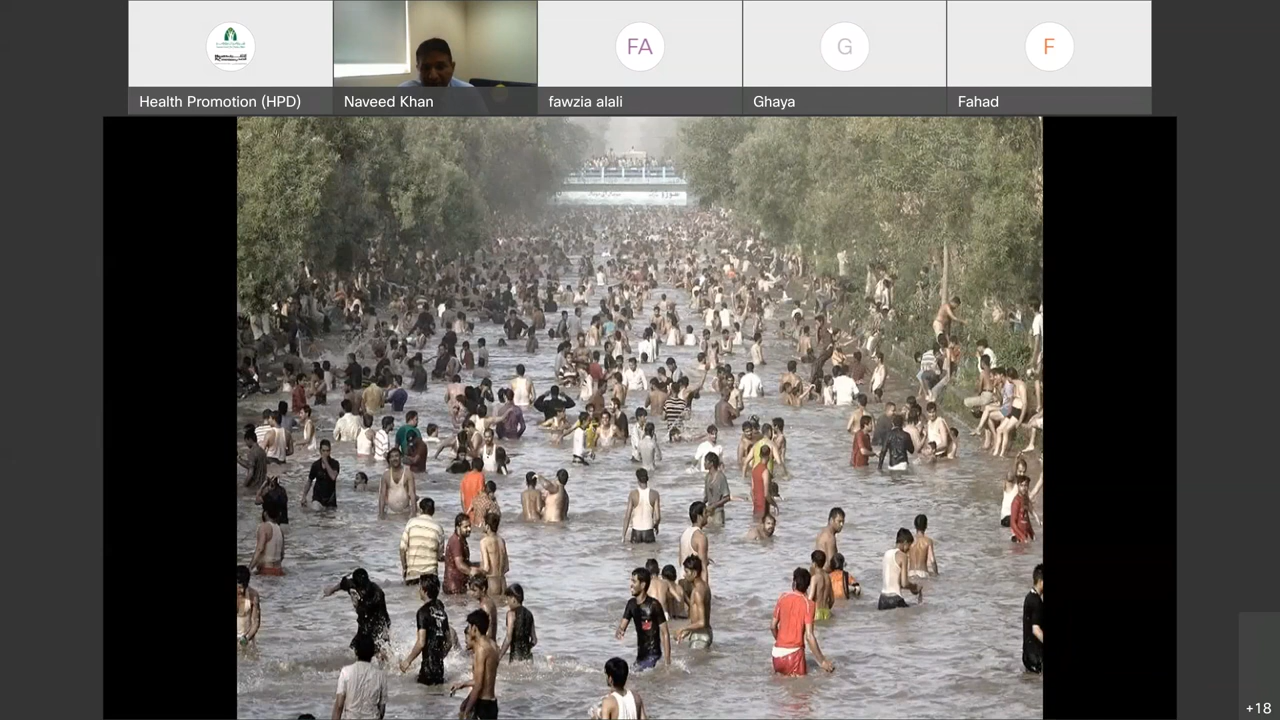 Health Promotion (HPD)
Naveed Khan
FA
fawzia alali
G
Ghaya
F
Fahad
+18